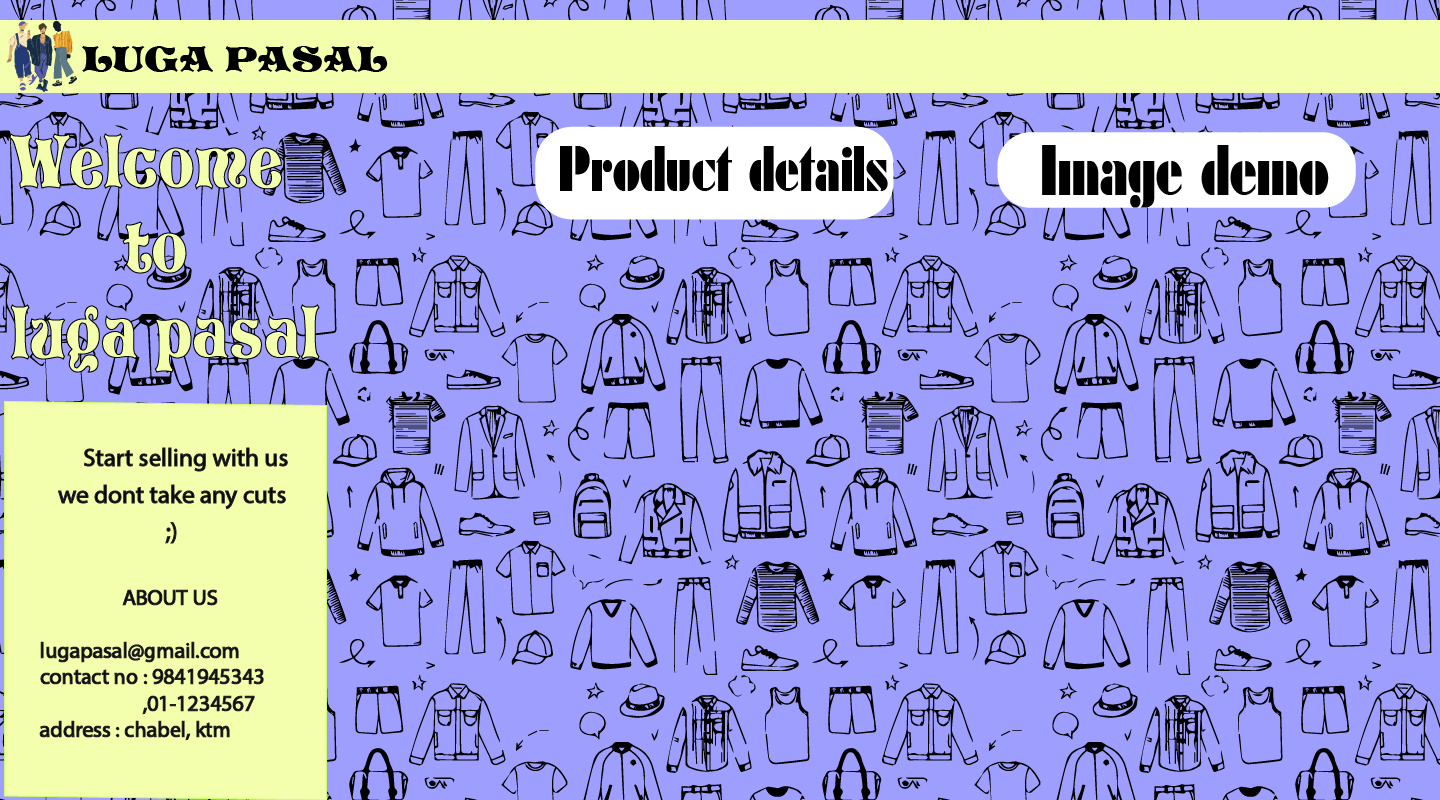 LUGA PASAL
Welcome
to
luga pasal
Product details
Image demo
Start selling with us
we dont take any cuts
;)
ABOUT US
lugapasal@gmail.com
contact no : 9841945343
,01-1234567
address : chabel, ktm